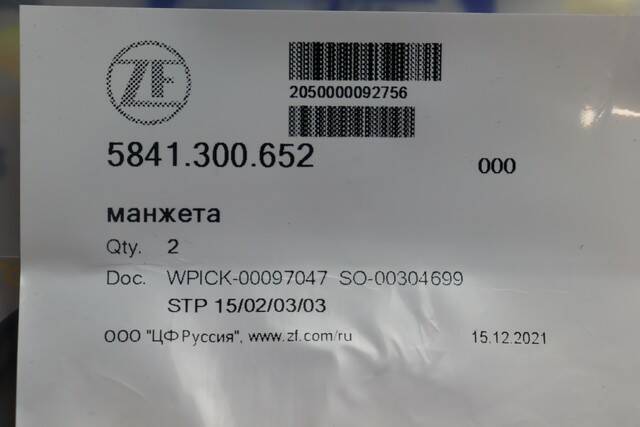 ZF
2050000092756
5841.300.652 000
манжета
Qty. 2
Doc. WPICK-00097047 SO-00304699
STP 15/02/03/03
ООО "ЦФ Руссия", www.zf.com/ru 15.12.2021